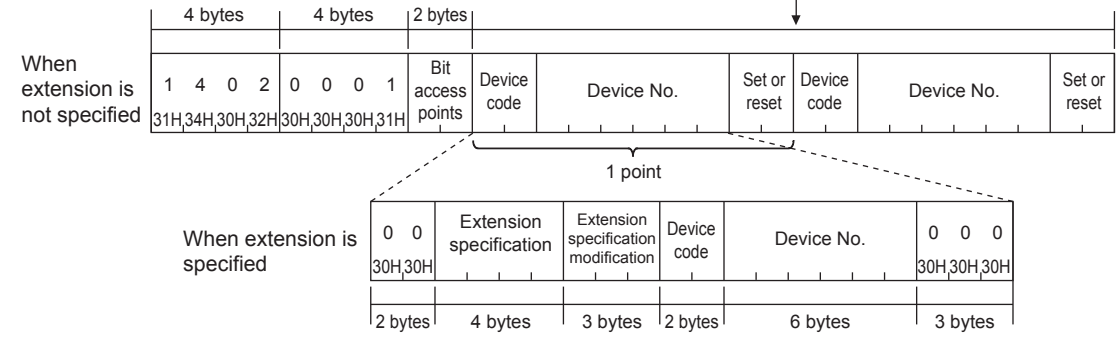 4 bytes 4 bytes 2 bytes
When
extension is
not specified
1 4 0 2 0 0 0 1
31H 34H 30H 32H 30H 30H 30H 31H
Bit
access
points
Device
code
Device No.
Set or
reset
Device
code
Device No.
Set or
reset
1 point
When extension is
specified
0 0
30H 30H
Extension
specification
Extension
specification
modification
Device
code
Device No.
0 0 0
30H 30H 30H
2 bytes 4 bytes 3 bytes 2 bytes 6 bytes 3 bytes